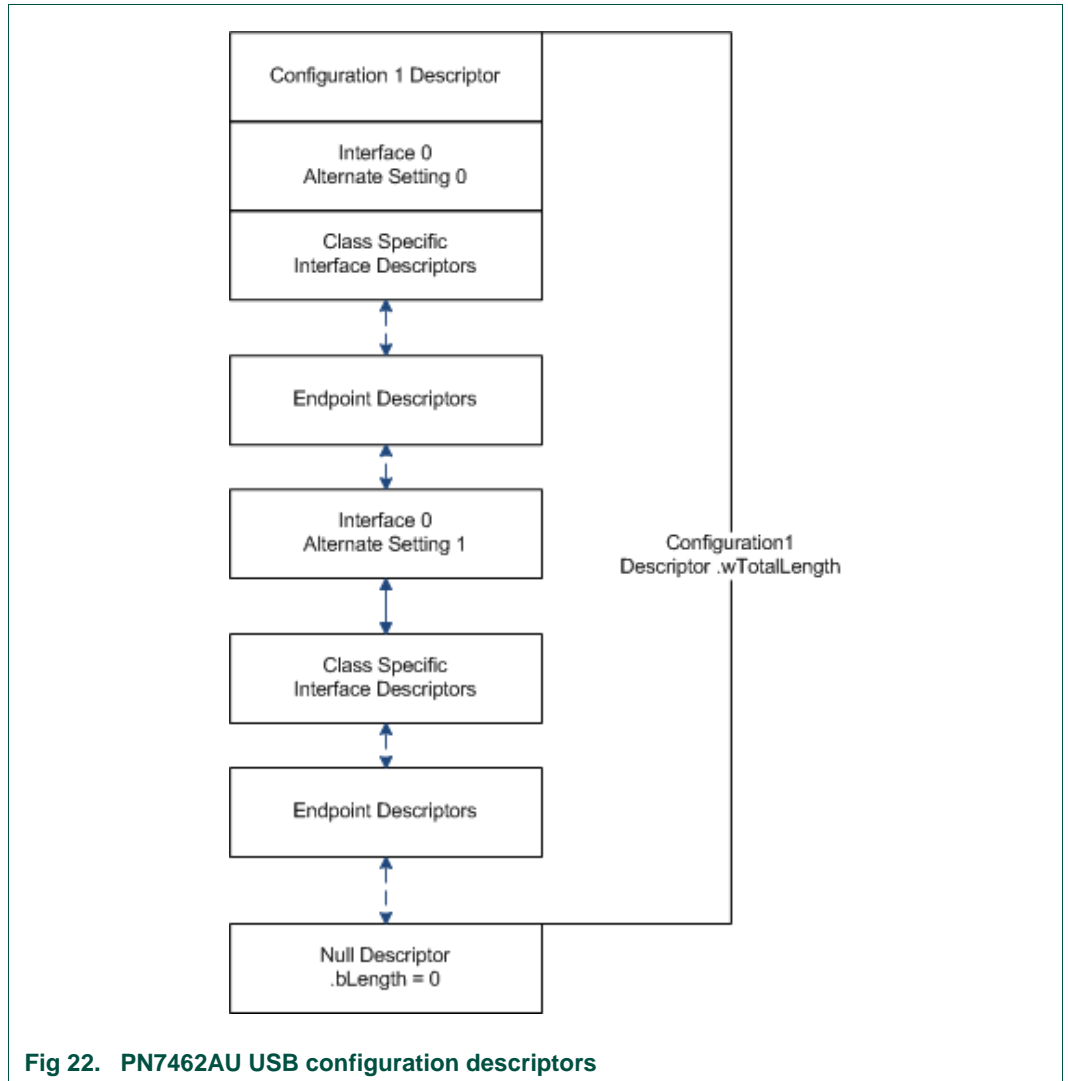 Configuration 1 Descriptor
Interface 0
Alternate Setting 0
Class Specific
Interface Descriptors
Endpoint Descriptors
Interface 0
Alternate Setting 1
Configuration1
Descriptor .wTotalLength
Class Specific
Interface Descriptors
Endpoint Descriptors
Null Descriptor
.bLength = 0
Fig 22. PN7462AU USB configuration descriptors